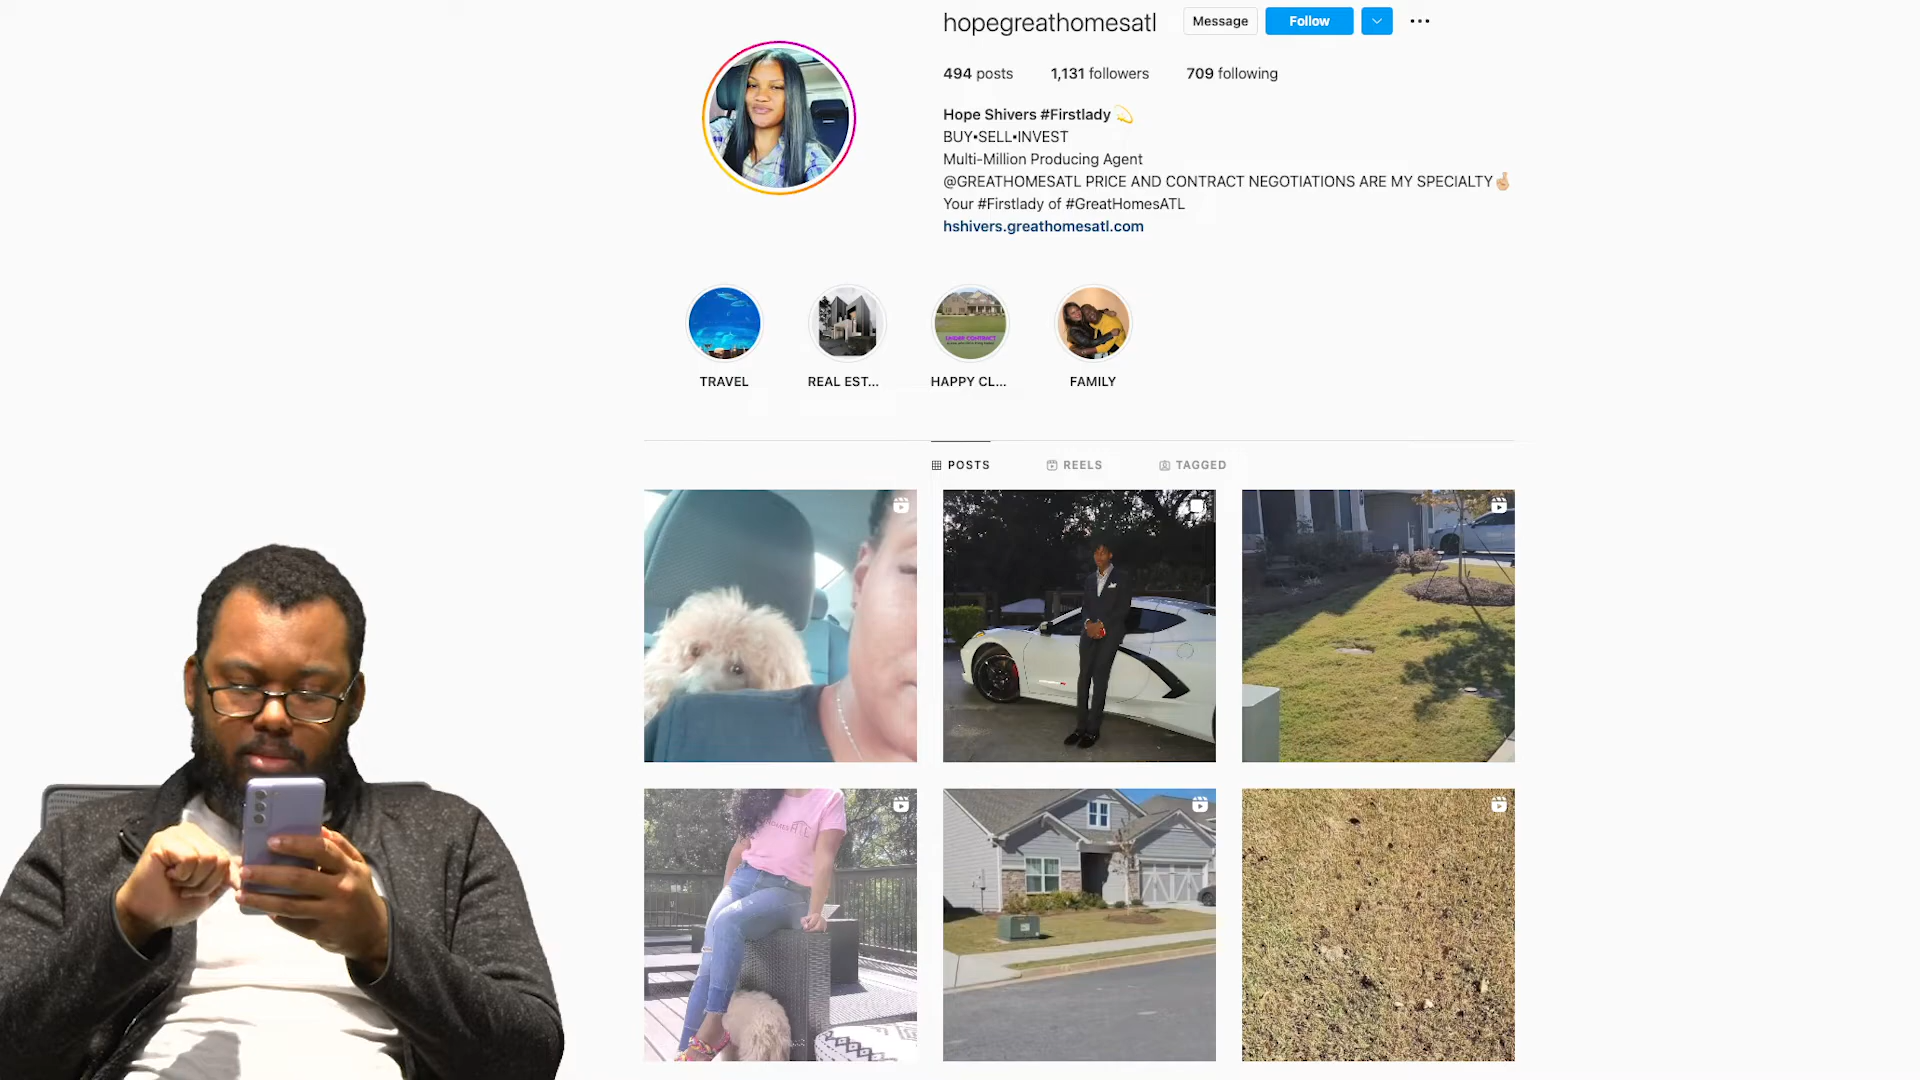 hopegreathomesatl
Message
Follow
494 posts
1,131 followers
709 following
Hope Shivers #Firstlady 💫
BUY▪SELL▪INVEST
Multi-Million Producing Agent
@GREATHOMESATL PRICE AND CONTRACT NEGOTIATIONS ARE MY SPECIALTY🤞🏼
Your #Firstlady of #GreatHomesATL
hshivers.greathomesatl.com
UNDER CONTRACT
TRAVEL
REAL EST...
HAPPY CL...
FAMILY
POSTS
REELS
TAGGED